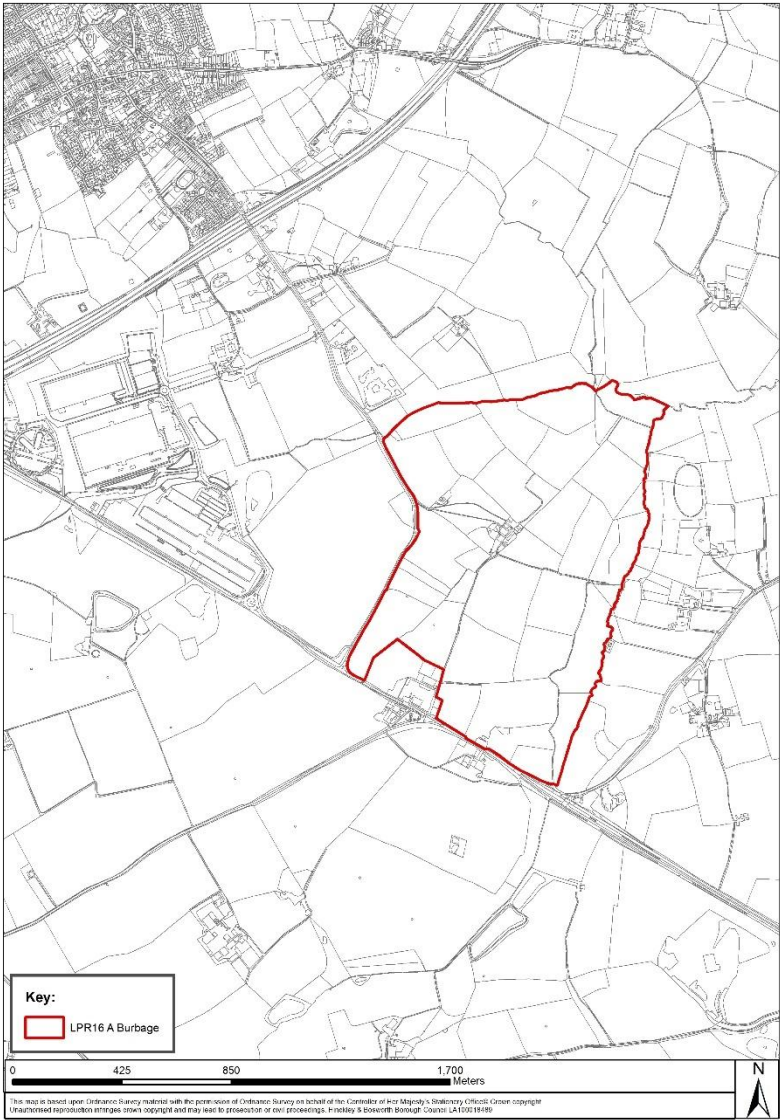 Key:
LPR16 A Burbage
0 425 850 1,700
Meters
N
This map is based upon Ordnance Survey material with the permission of Ordnance Survey on behalf of the Controller of Her Majesty's Stationery Office© Crown copyright
Unauthorised reproduction infringes crown copyright and may lead to prosecution or civil proceedings. Hinckley & Bosworth Borough Council LA100018489